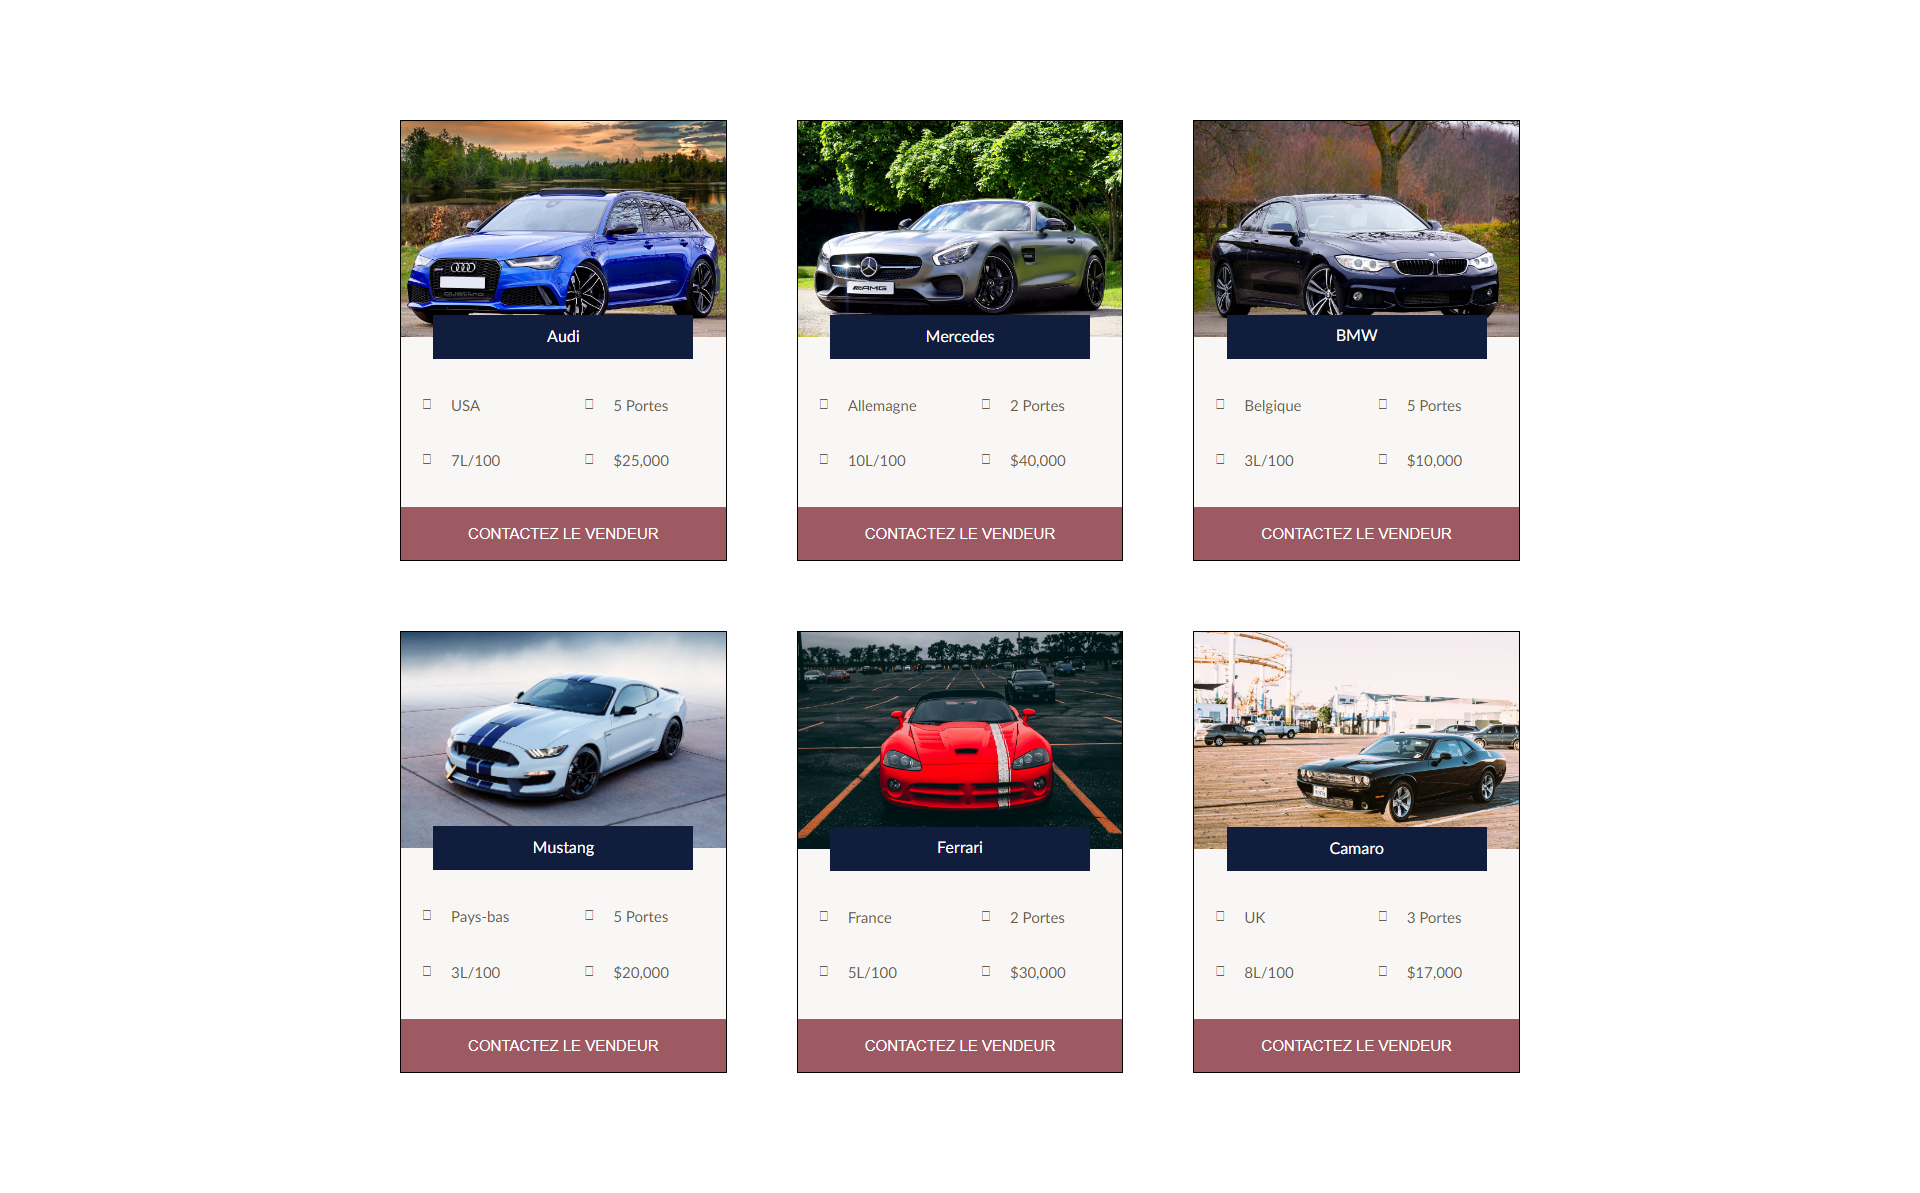 AMG
Audi
Mercedes
BMW
USA
5 Portes
7L/100
$25,000
Allemagne
2 Portes
10L/100
$40,000
Belgique
5 Portes
3L/100
$10,000
CONTACTEZ LE VENDEUR
CONTACTEZ LE VENDEUR
CONTACTEZ LE VENDEUR
Mustang
Ferrari
Camaro
Pays-bas
5 Portes
3L/100
$20,000
France
2 Portes
5L/100
$30,000
UK
3 Portes
8L/100
$17,000
CONTACTEZ LE VENDEUR
CONTACTEZ LE VENDEUR
CONTACTEZ LE VENDEUR